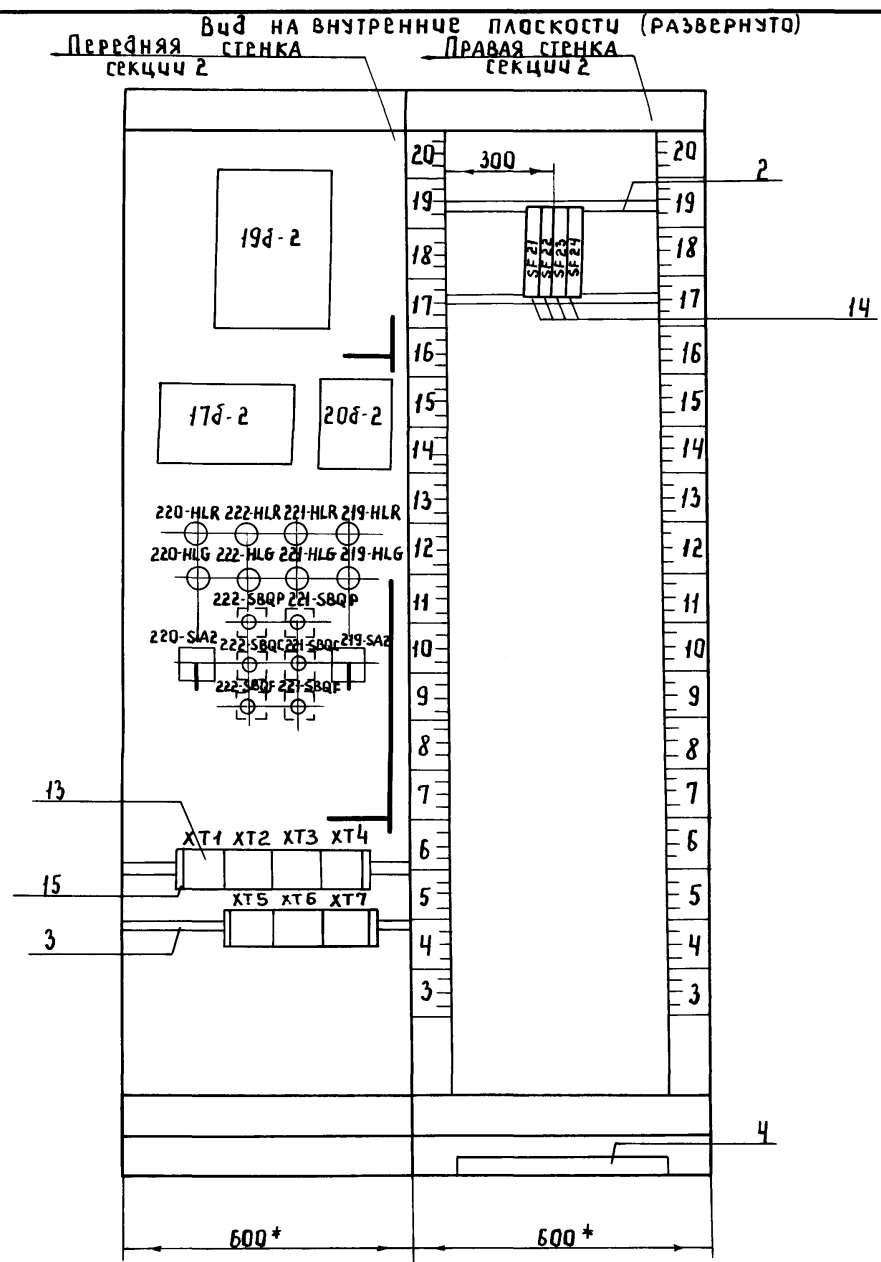 Вид на внутренние плоскости (развернуто)
Передняя стенка
секции 2
Правая стенка
секции 2
20
300
20
2
19
19
19б-2
SF21
SF22
SF23
SF24
18
18
17
17
14
16
16
15
15
17б-2
20б-2
14
14
13
13
220-HLR 222-HLR 221-HLR 219-HLR
12
12
220-HLG 222-HLG 221-HLG 219-HLG
11
11
222-SBQP 221-SBQP
10
10
220-SA2 222-SBQC 221-SBQC 219-SA2
9
9
222-SBQF 221-SBQF
8
8
7
7
13
XT1 XT2 XT3 XT4
6
6
15
5
5
XT5 XT6 XT7
3
4
4
3
3
4
600*
600*